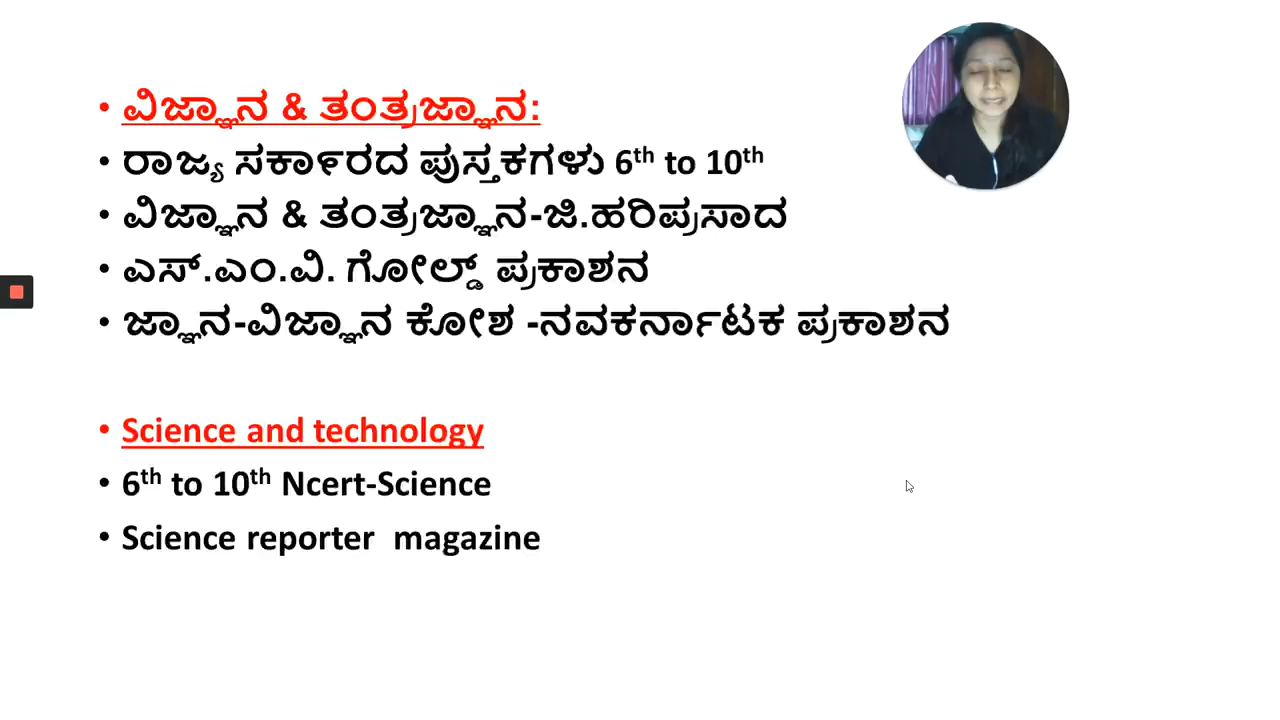 • ವಿಜ್ಞಾನ & ತಂತ್ರಜ್ಞಾನ:
• ರಾಜ್ಯ ಸರ್ಕಾರದ ಪುಸ್ತಕಗಳು 6th to 10th
• ವಿಜ್ಞಾನ & ತಂತ್ರಜ್ಞಾನ-ಜಿ.ಹರಿಪ್ರಸಾದ
• ಎಸ್.ಎಂ.ವಿ. ಗೋಲ್ಡ್ ಪ್ರಕಾಶನ
• ಜ್ಞಾನ-ವಿಜ್ಞಾನ ಕೋಶ -ನವಕರ್ನಾಟಕ ಪ್ರಕಾಶನ
• Science and technology
• 6th to 10th Ncert-Science
• Science reporter magazine